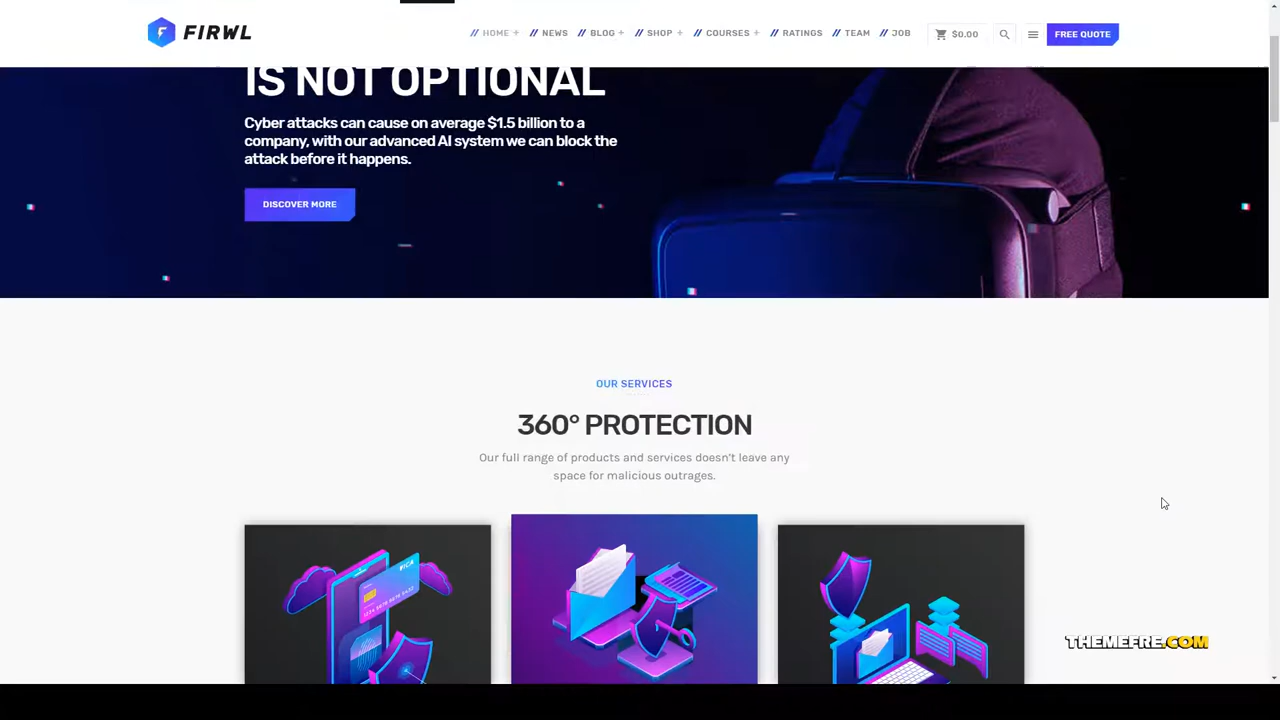 FIRWL
// HOME +
// NEWS
// BLOG +
// SHOP +
// COURSES +
// RATINGS
// TEAM
// JOB
$0.00
FREE QUOTE
IS NOT OPTIONAL
Cyber attacks can cause on average $1.5 billion to a
company, with our advanced AI system we can block the
attack before it happens.
DISCOVER MORE
OUR SERVICES
360° PROTECTION
Our full range of products and services doesn't leave any
space for malicious outrages.
THEMEFRE.COM